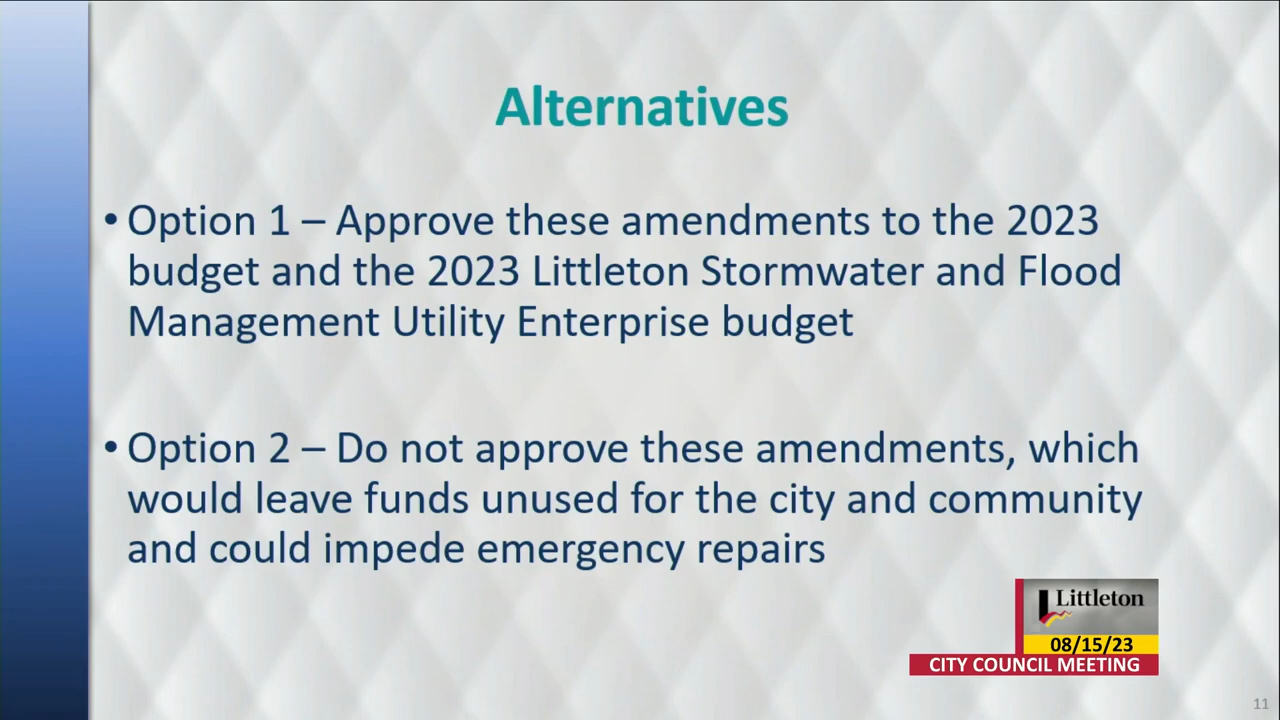 Alternatives
• Option 1 – Approve these amendments to the 2023
budget and the 2023 Littleton Stormwater and Flood
Management Utility Enterprise budget
• Option 2 – Do not approve these amendments, which
would leave funds unused for the city and community
and could impede emergency repairs
Littleton
08/15/23
CITY COUNCIL MEETING
11